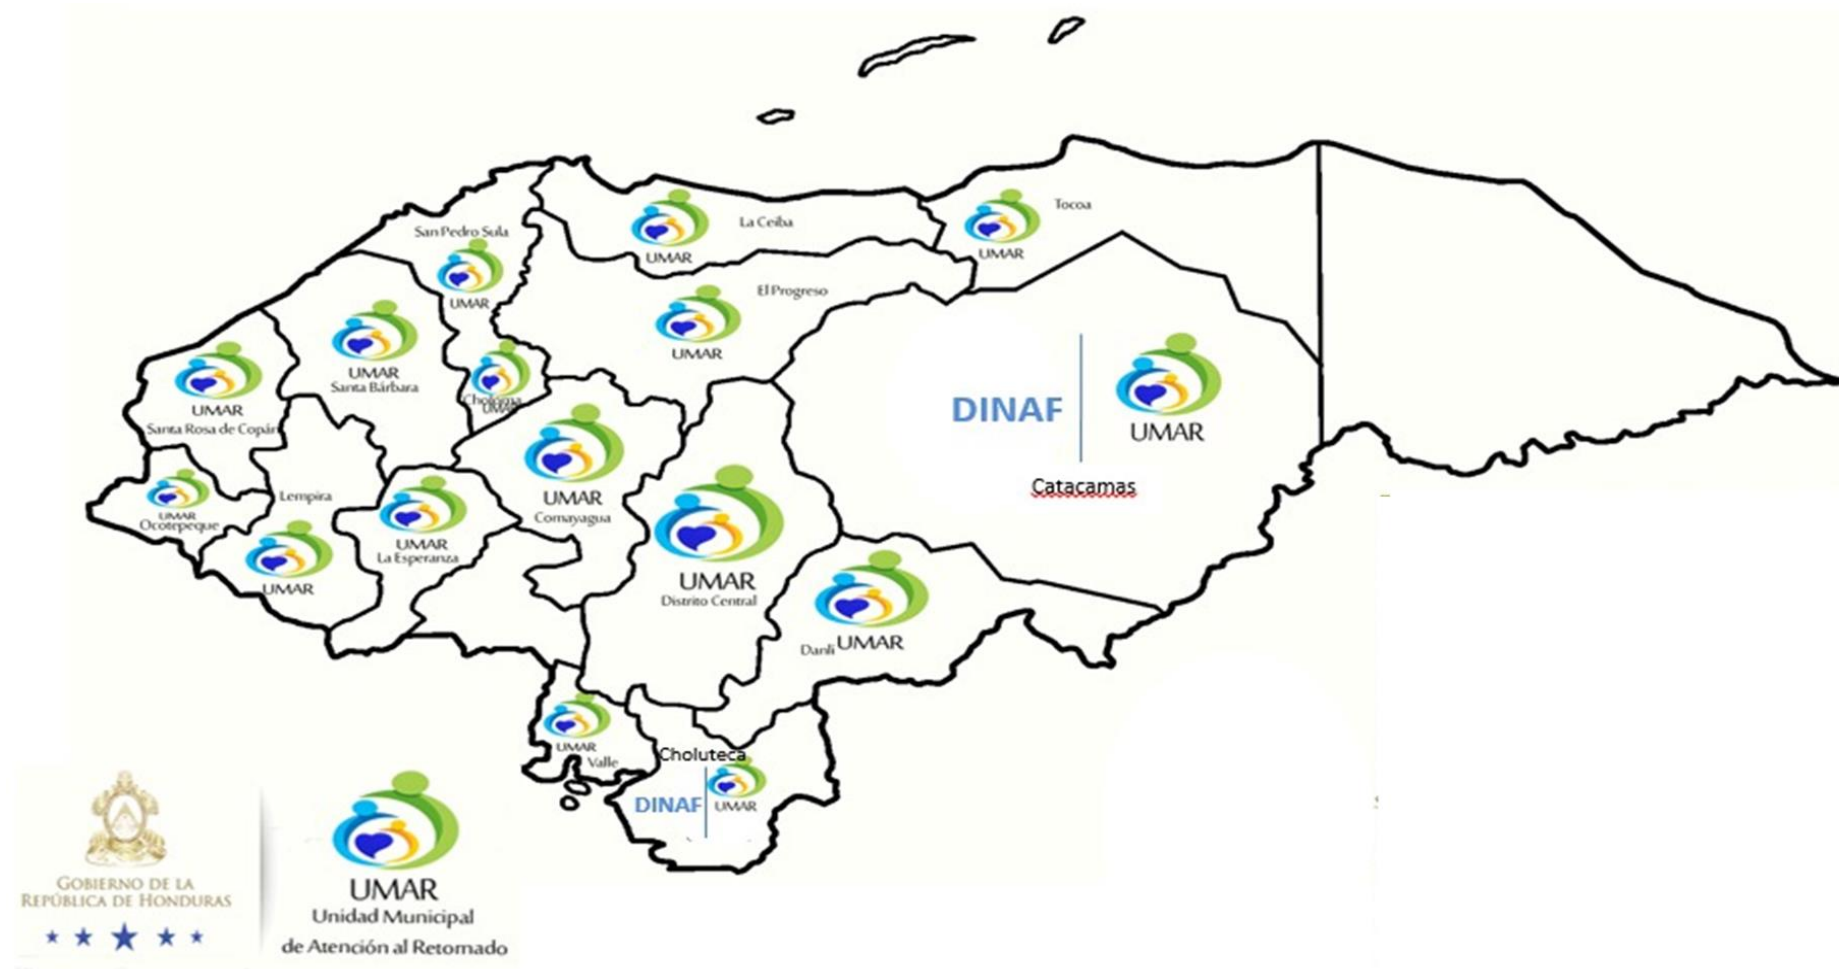 Tocoa
La Ceiba
San Pedro Sula
UMAR
UMAR
El Progreso
UMAR
UMAR
UMAR
Santa Bárbara
UMAR
Santa Rosa de Copán
Choloma
UMAR
DINAF
UMAR
Catacamas
Lempira
UMAR
Comayagua
UMAR
Ocotepeque
UMAR
La Esperanza
UMAR
UMAR
Distrito Central
Danlí UMAR
UMAR
Valle
Choluteca
DINAF
UMAR
GOBIERNO DE LA
REPÚBLICA DE HONDURAS
UMAR
Unidad Municipal
de Atención al Retornado